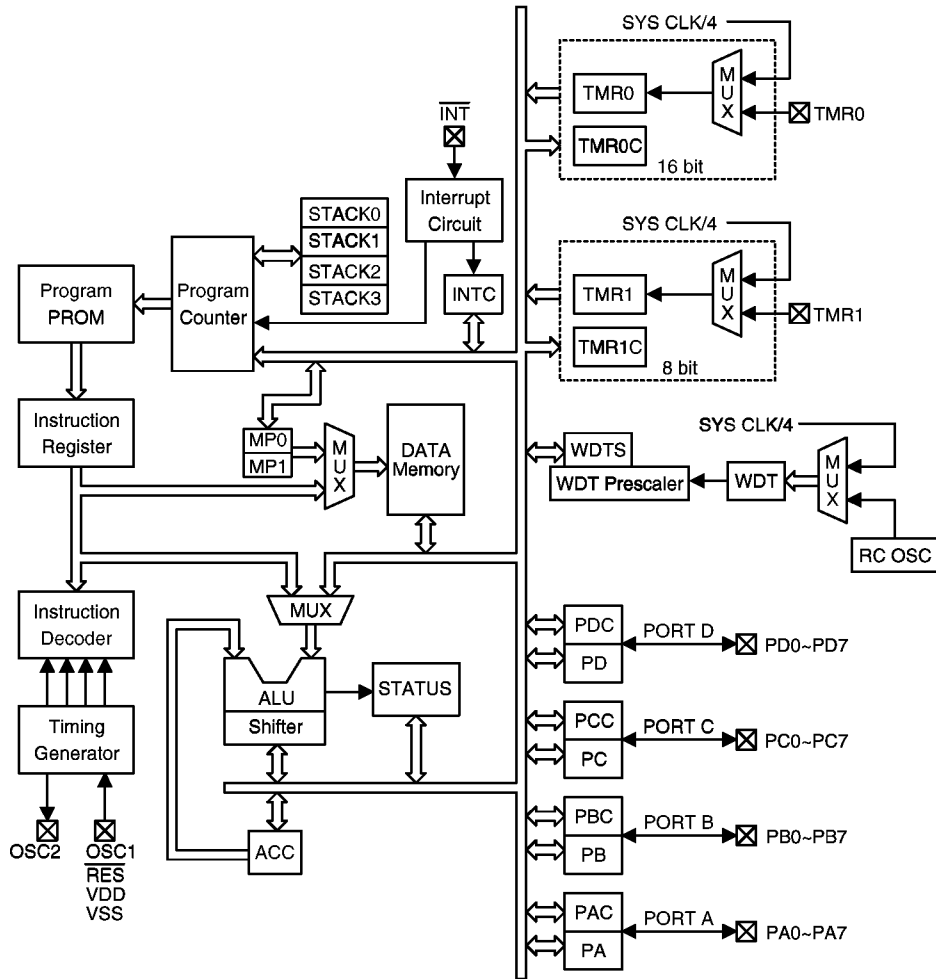 SYS CLK/4
MUX
TMR0
TMR0
TMR0C
16 bit
INT
Interrupt
Circuit
STACK0
STACK1
STACK2
STACK3
SYS CLK/4
MUX
TMR1
TMR1
TMR1C
8 bit
INTC
Program
PROM
Program
Counter
Instruction
Register
MP0
MP1
MUX
DATA
Memory
SYS CLK/4
MUX
WDTS
WDT Prescaler
WDT
RC OSC
MUX
Instruction
Decoder
ALU
Shifter
STATUS
PDC
PD
PORT D
PD0~PD7
Timing
Generator
PCC
PC
PORT C
PC0~PC7
OSC2
OSC1
RES
VDD
VSS
ACC
PBC
PB
PORT B
PB0~PB7
PAC
PA
PORT A
PA0~PA7